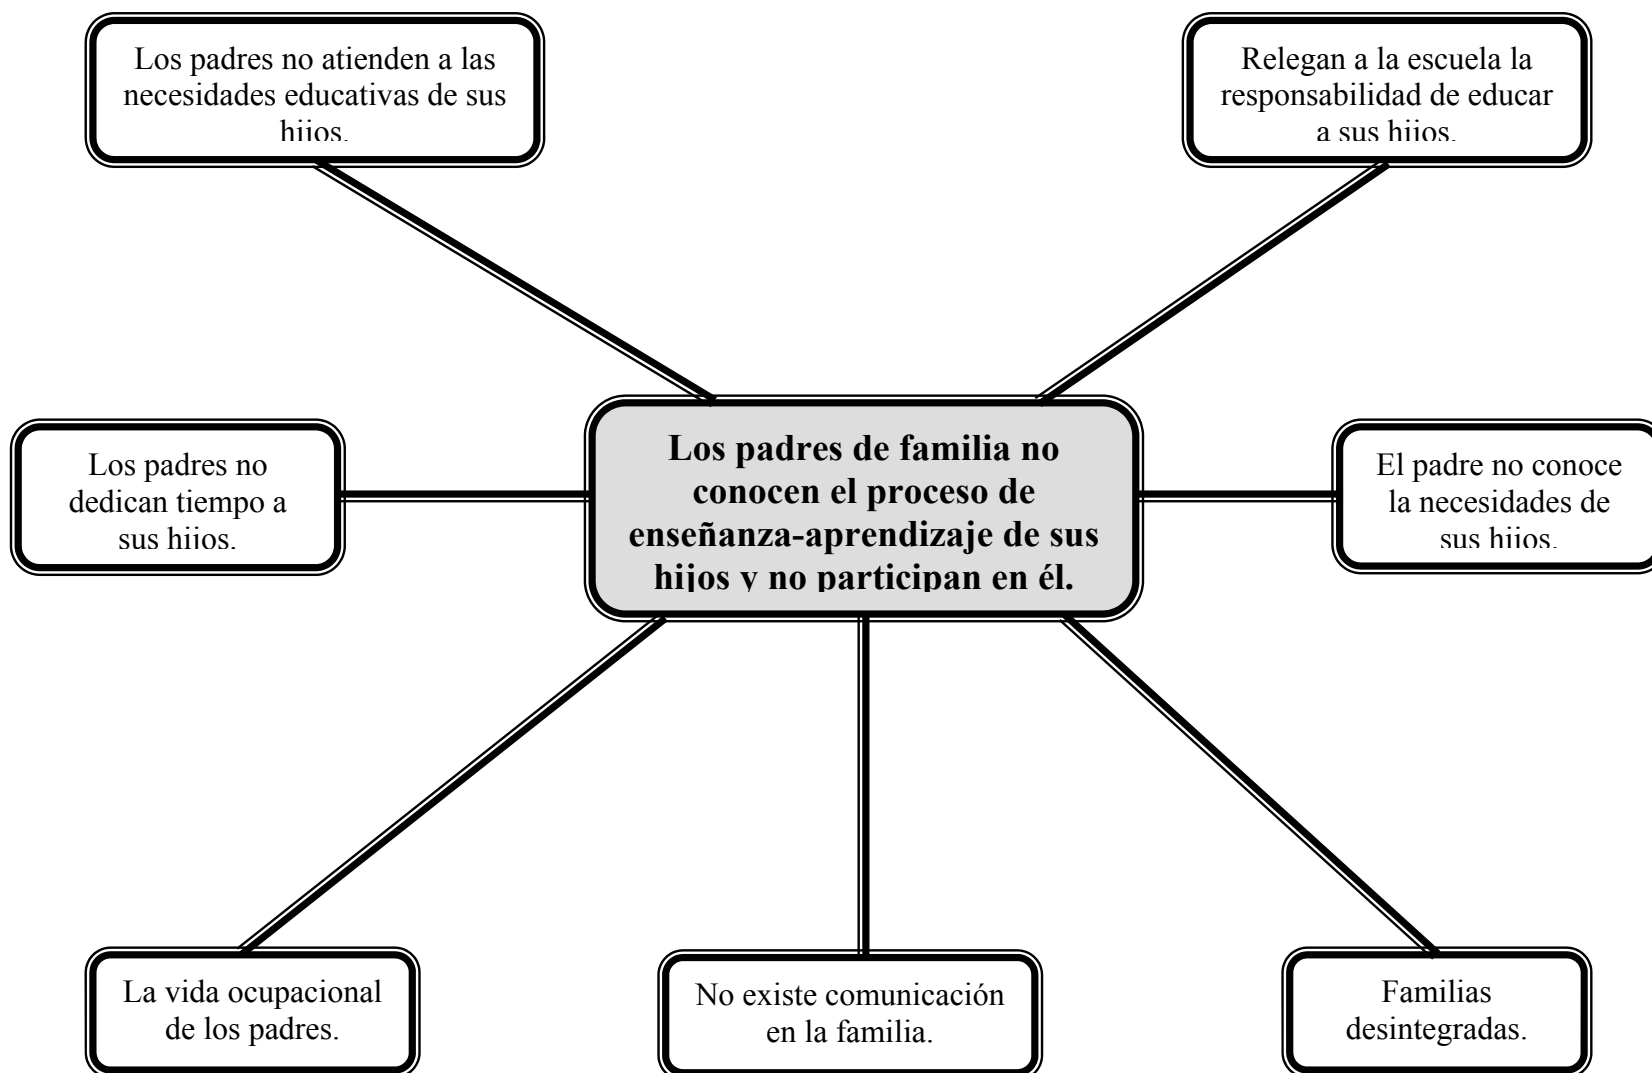 Los padres no atienden a las
necesidades educativas de sus
hijos.
Relegan a la escuela la
responsabilidad de educar
a sus hijos.
Los padres no
dedican tiempo a
sus hijos.
Los padres de familia no
conocen el proceso de
enseñanza-aprendizaje de sus
hijos y no participan en él.
El padre no conoce
la necesidades de
sus hijos.
La vida ocupacional
de los padres.
No existe comunicación
en la familia.
Familias
desintegradas.